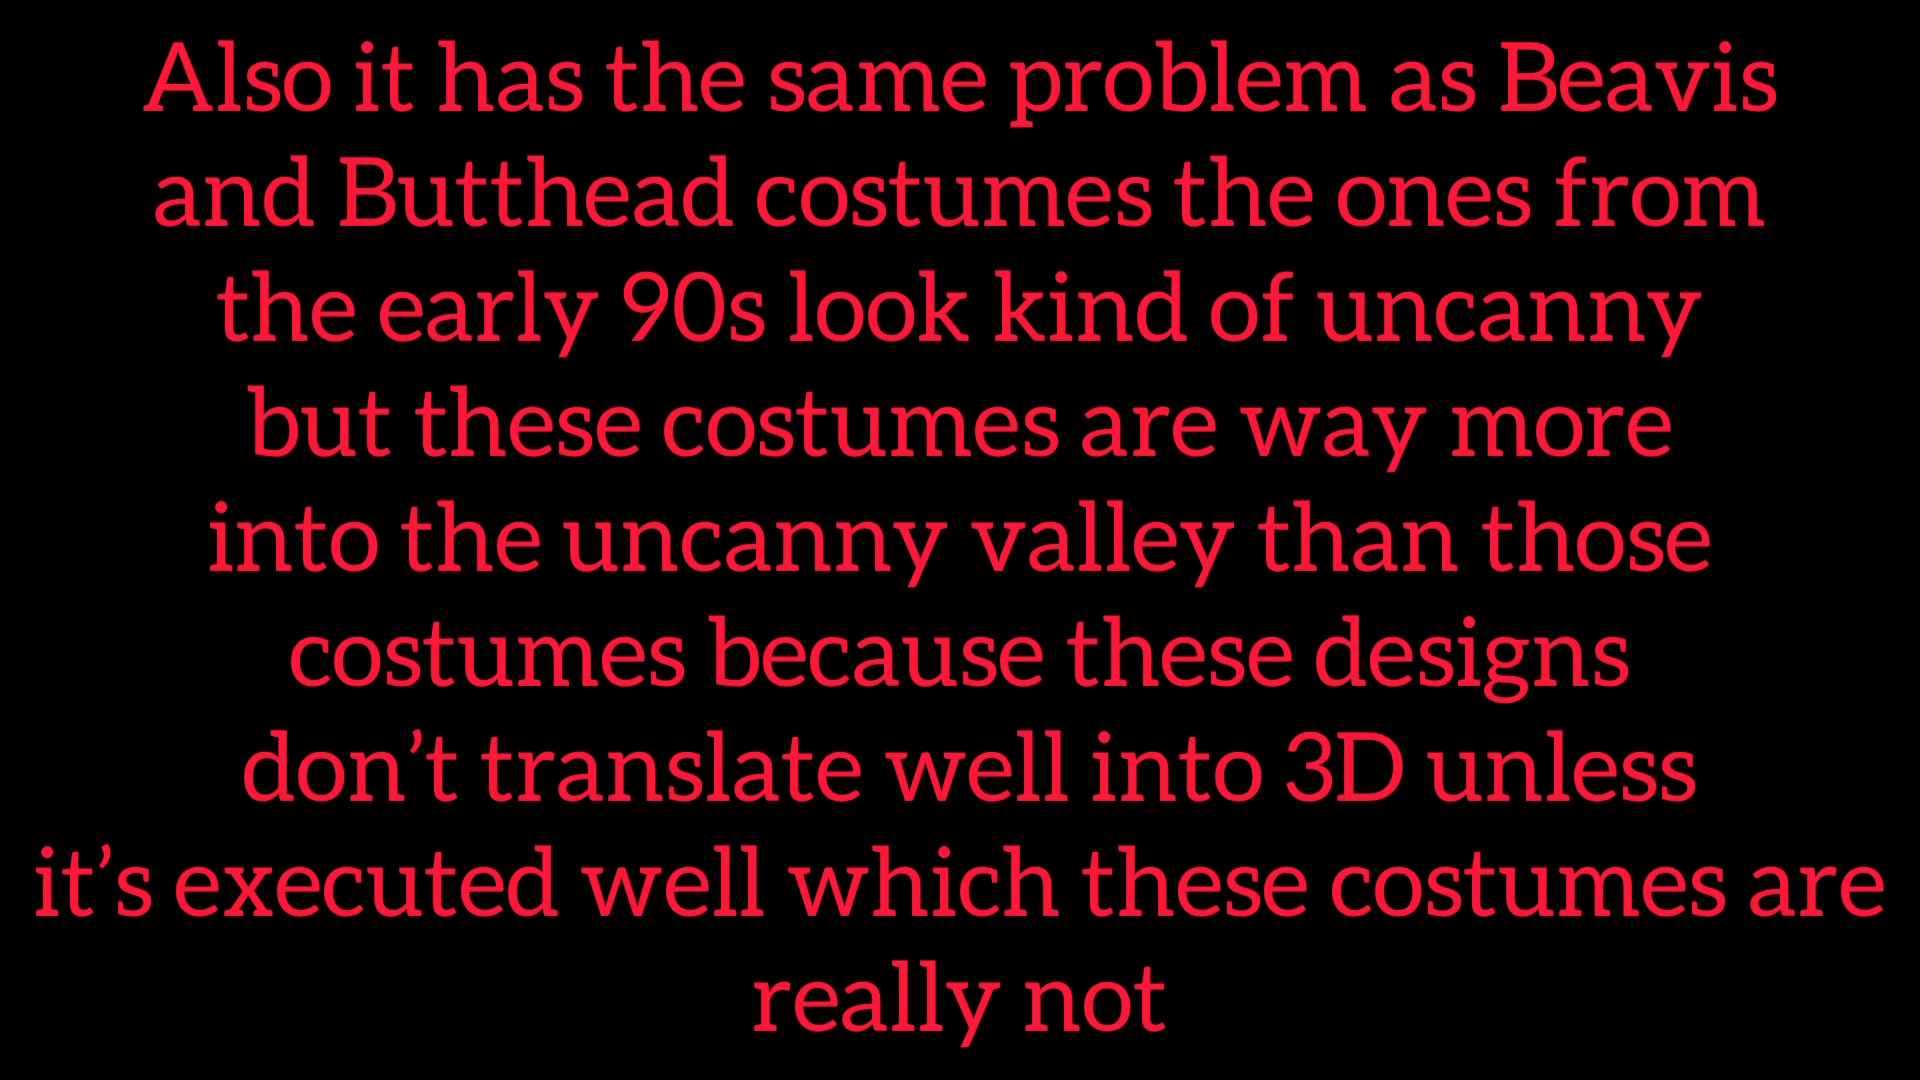 Also it has the same problem as Beavis
and Butthead costumes the ones from
the early 90s look kind of uncanny
but these costumes are way more
into the uncanny valley than those
costumes because these designs
don’t translate well into 3D unless
it’s executed well which these costumes are
really not